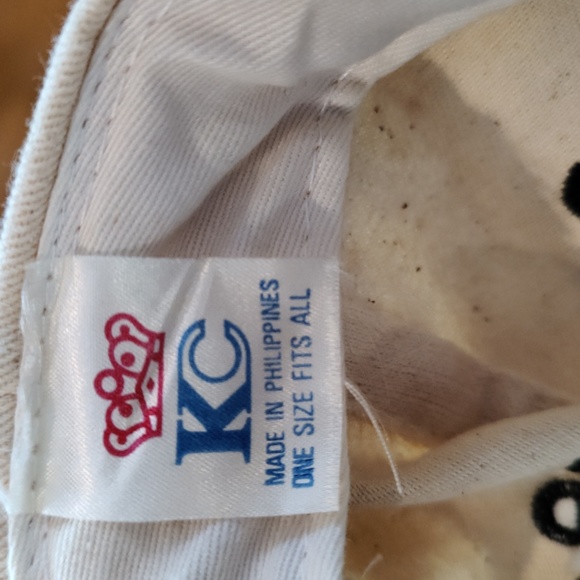 KC
MADE IN PHILIPPINES
ONE SIZE FITS ALL